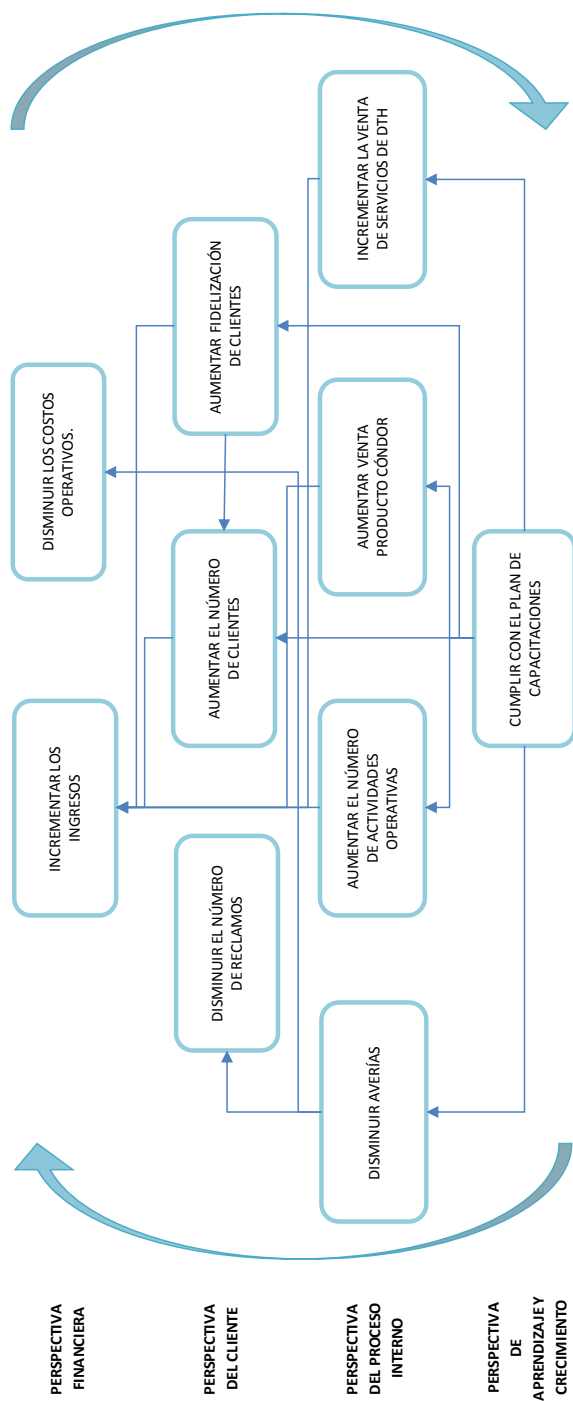 PERSPECTIVA
FINANCIERA
INCREMENTAR LOS
INGRESOS
DISMINUIR LOS COSTOS
OPERATIVOS.
PERSPECTIVA
DEL CLIENTE
DISMINUIR EL NÚMERO
DE RECLAMOS
AUMENTAR EL NÚMERO
DE CLIENTES
AUMENTAR FIDELIZACIÓN
DE CLIENTES
PERSPECTIVA
DEL PROCESO
INTERNO
DISMINUIR AVERÍAS
AUMENTAR EL NÚMERO
DE ACTIVIDADES
OPERATIVAS
AUMENTAR VENTA
PRODUCTO CÓNDOR
INCREMENTAR LA VENTA
DE SERVICIOS DE DTH
PERSPECTIVA
DE
APRENDIZAJE Y
CRECIMIENTO
CUMPLIR CON EL PLAN DE
CAPACITACIONES